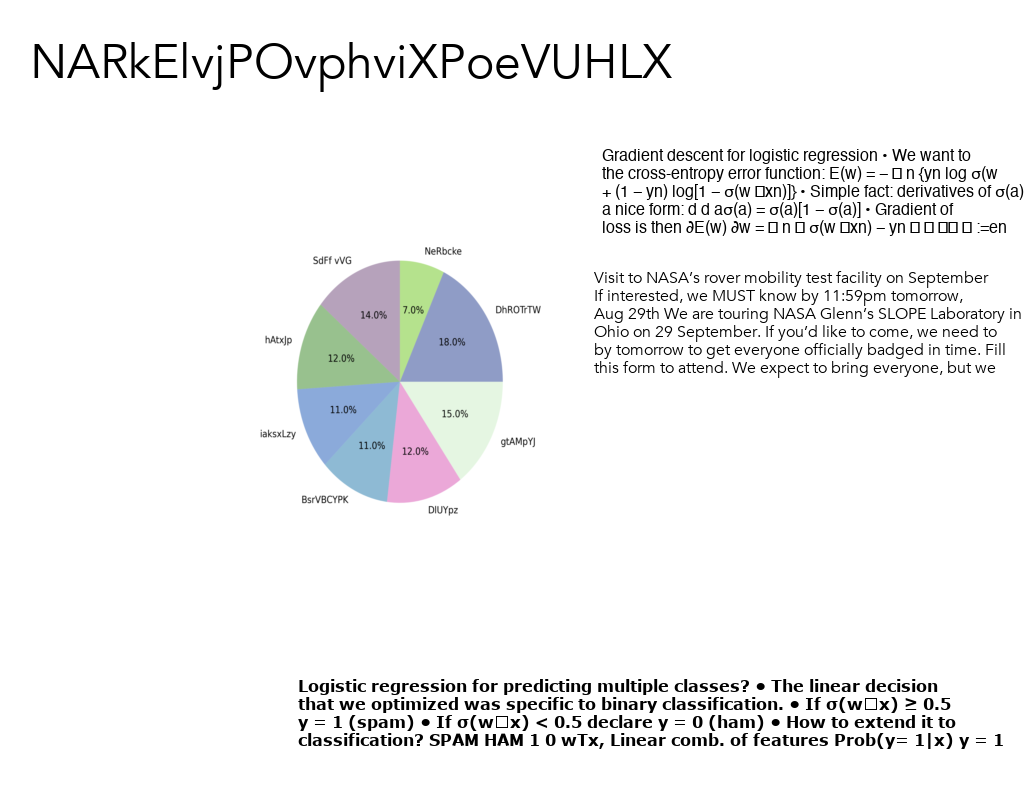 NARkElvjPOvphviXPoeVUHLX
Gradient descent for logistic regression • We want to
the cross-entropy error function: E(w) = – □ n {yn log σ(w
+ (1 – yn) log[1 – σ(w □xn)]} • Simple fact: derivatives of σ(a)
a nice form: d d aσ(a) = σ(a)[1 – σ(a)] • Gradient of
loss is then ∂E(w) ∂w = □ n □ σ(w □xn) – yn □ □ □□ □ :=en
Visit to NASA's rover mobility test facility on September
If interested, we MUST know by 11:59pm tomorrow,
Aug 29th We are touring NASA Glenn's SLOPE Laboratory in
Ohio on 29 September. If you'd like to come, we need to
by tomorrow to get everyone officially badged in time. Fill
this form to attend. We expect to bring everyone, but we
NeRbcke
SdFf vVG
DhROTrTW
hAtxJp
iaksxLzy
gtAMpYJ
BsrVBCYPK
DlUYpz
7.0%
14.0%
18.0%
12.0%
11.0%
15.0%
11.0%
12.0%
Logistic regression for predicting multiple classes? • The linear decision
that we optimized was specific to binary classification. • If σ(w□x) ≥ 0.5
y = 1 (spam) • If σ(w□x) < 0.5 declare y = 0 (ham) • How to extend it to
classification? SPAM HAM 1 0 wTx, Linear comb. of features Prob(y= 1|x) y = 1